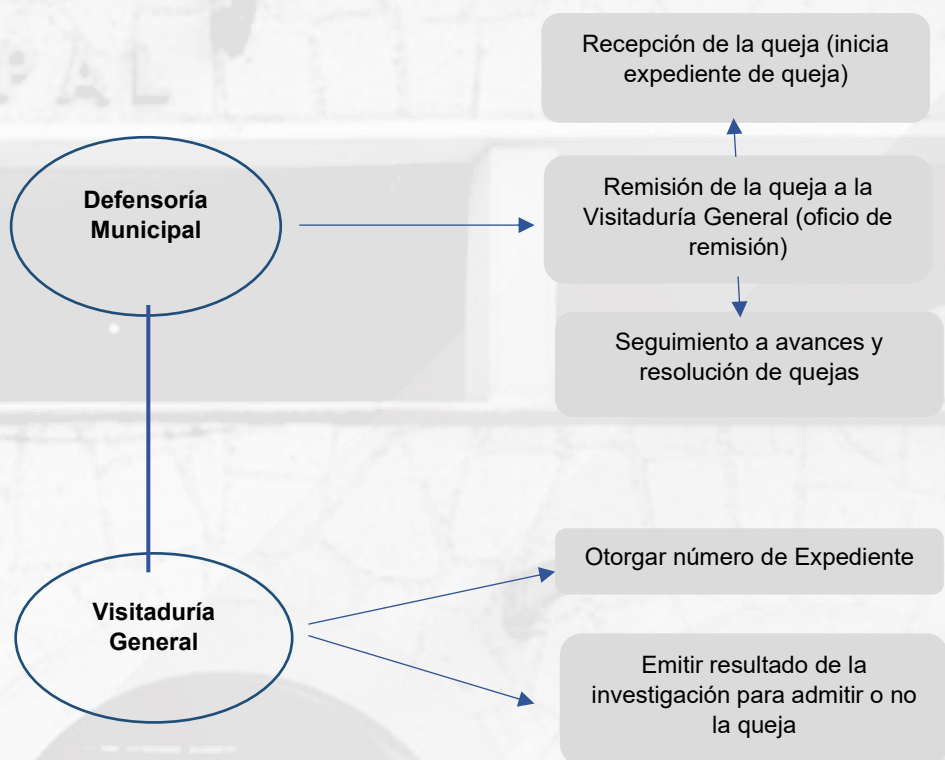 Recepción de la queja (inicia
expediente de queja)
Defensoría
Municipal
Remisión de la queja a la
Visitaduría General (oficio de
remisión)
Seguimiento a avances y
resolución de quejas
Otorgar número de Expediente
Visitaduría
General
Emitir resultado de la
investigación para admitir o no
la queja